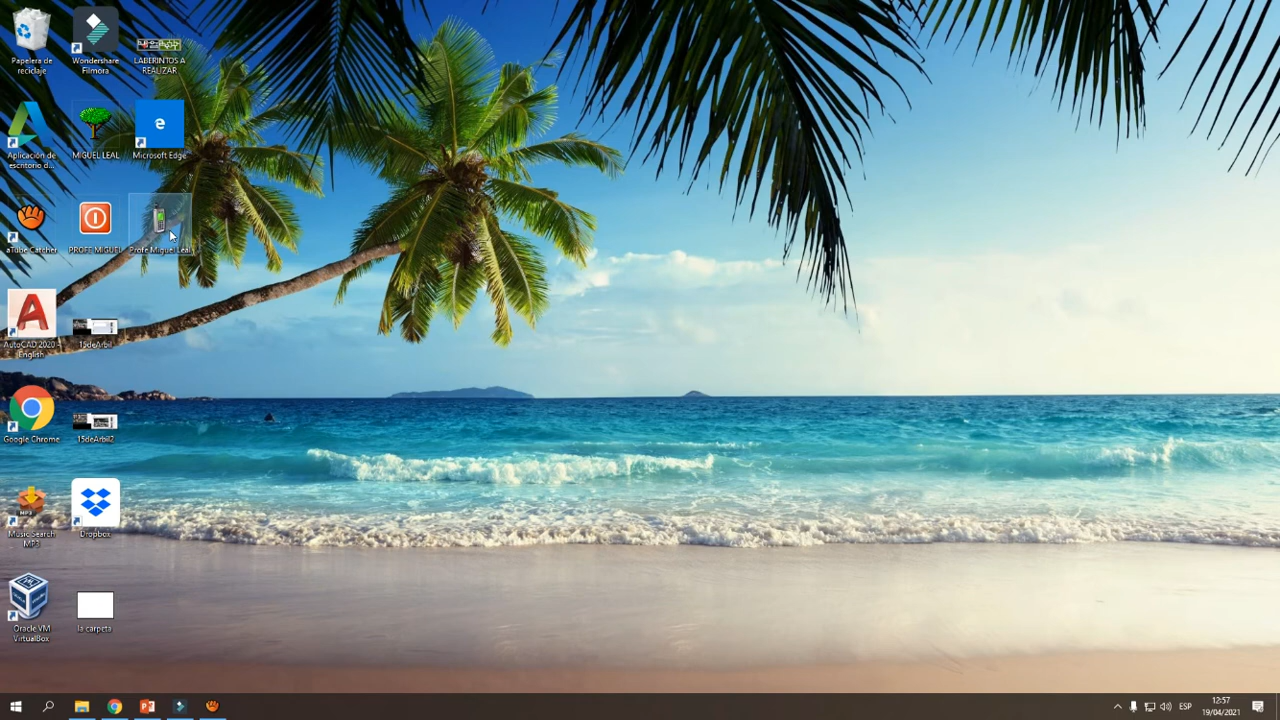 Papelera de
reciclaje
Wondershare
Filmora
LABERINTOS A
REALIZAR
Aplicación de
escritorio d...
MIGUEL LEAL
Microsoft Edge
aTube Catcher
PROFE MIGUEL
Profe Miguel Leal
AutoCAD 2020 -
English
15deArbil
Google Chrome
15deArbil2
Music Search
MP3
Dropbox
Oracle VM
VirtualBox
la carpeta
ESP
12:57
19/04/2021